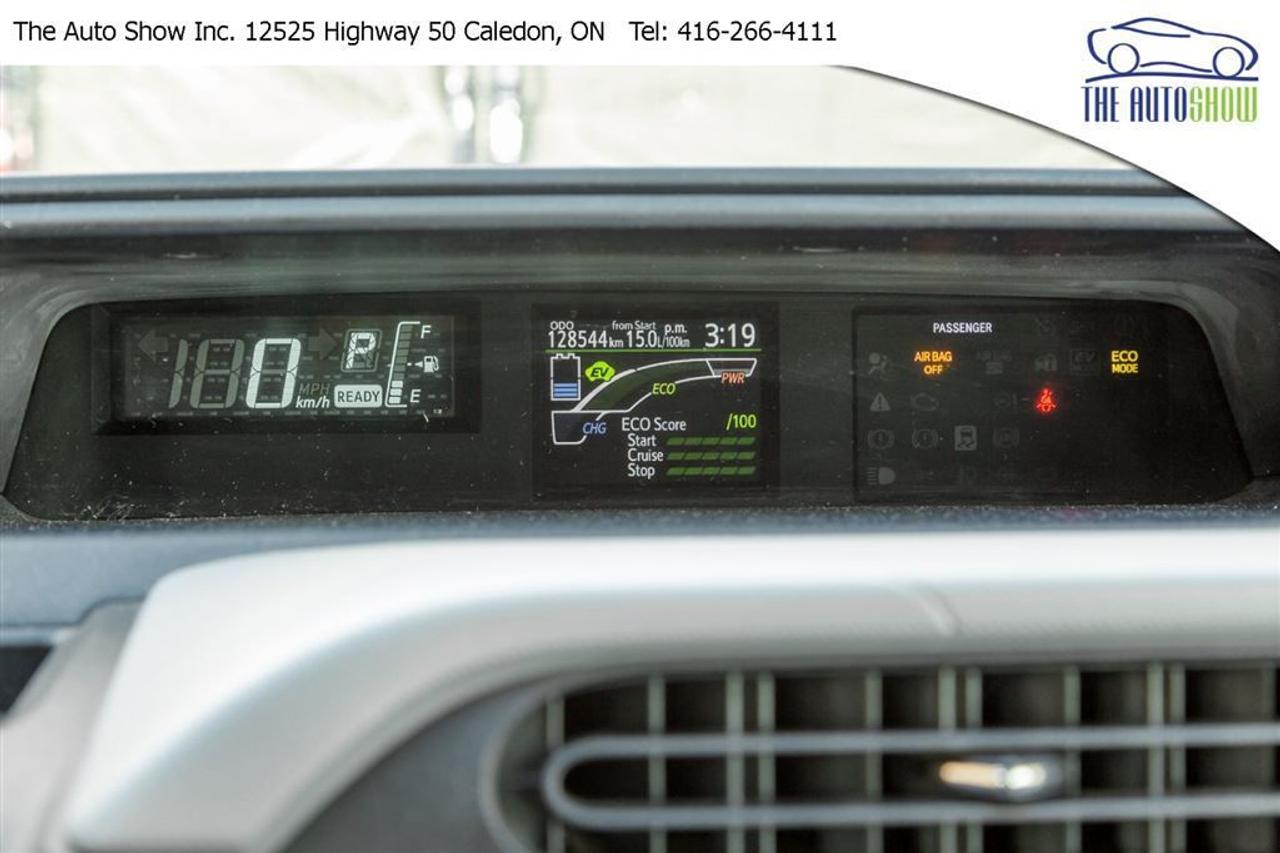 The Auto Show Inc. 12525 Highway 50 Caledon, ON Tel: 416-266-4111
THE AUTOSHOW
0
P
MPH
km/h
READY
F
E
ODO
128544 km
from Start
15.0 L/100km
p.m.
3:19
EV
ECO
PWR
CHG
ECO Score /100
Start
Cruise
Stop
PASSENGER
AIR BAG
OFF
ECO
MODE